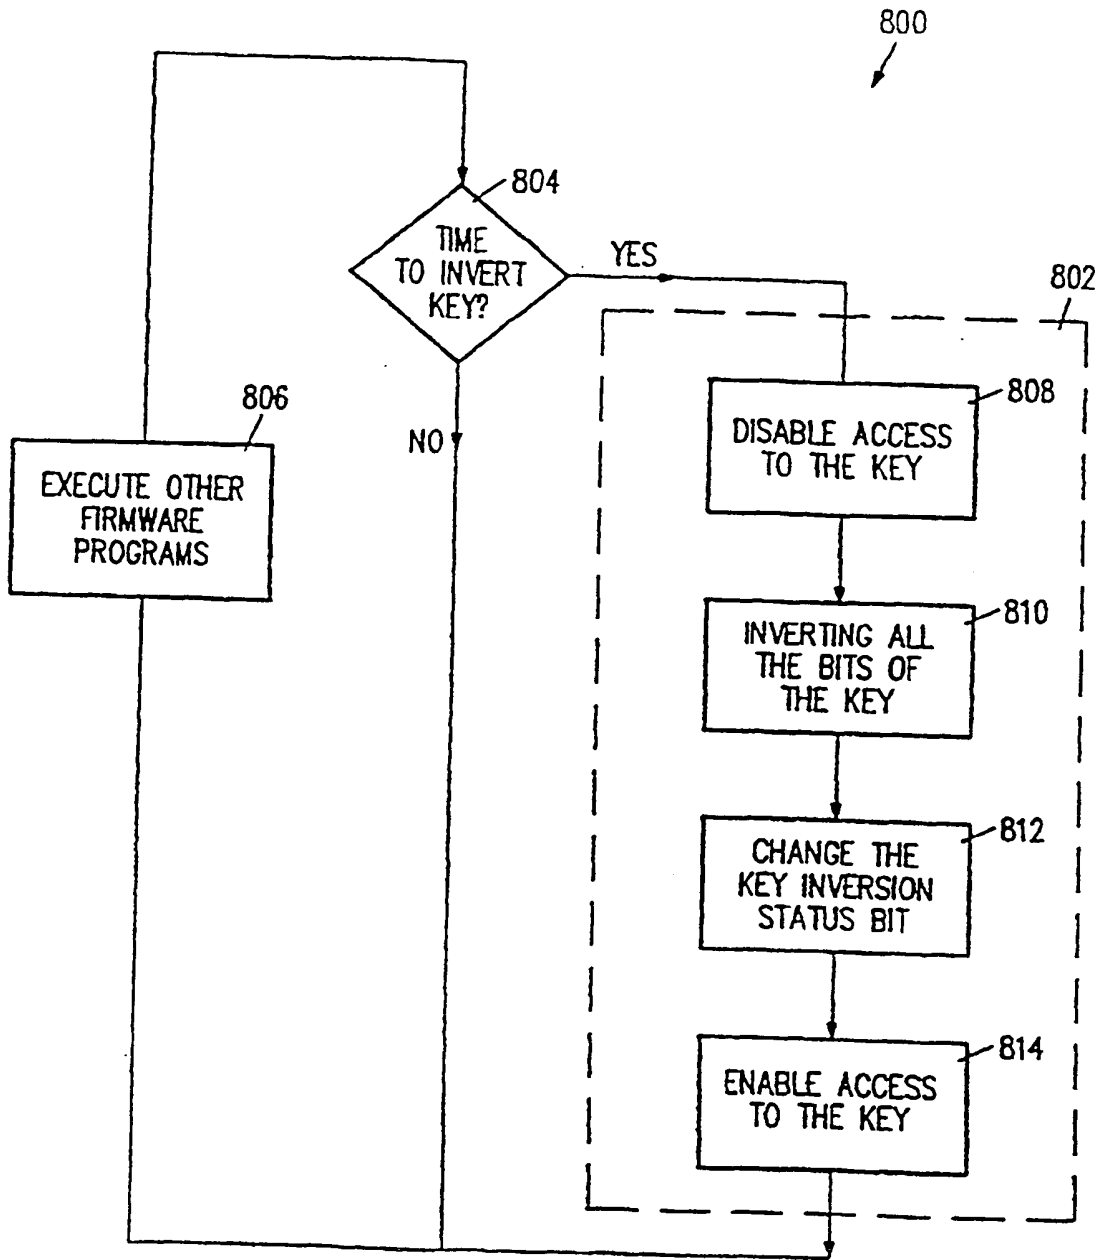 800
804
TIME
TO INVERT
KEY?
YES
802
806
808
NO
DISABLE ACCESS
TO THE KEY
EXECUTE OTHER
FIRMWARE
PROGRAMS
810
INVERTING ALL
THE BITS OF
THE KEY
812
CHANGE THE
KEY INVERSION
STATUS BIT
814
ENABLE ACCESS
TO THE KEY